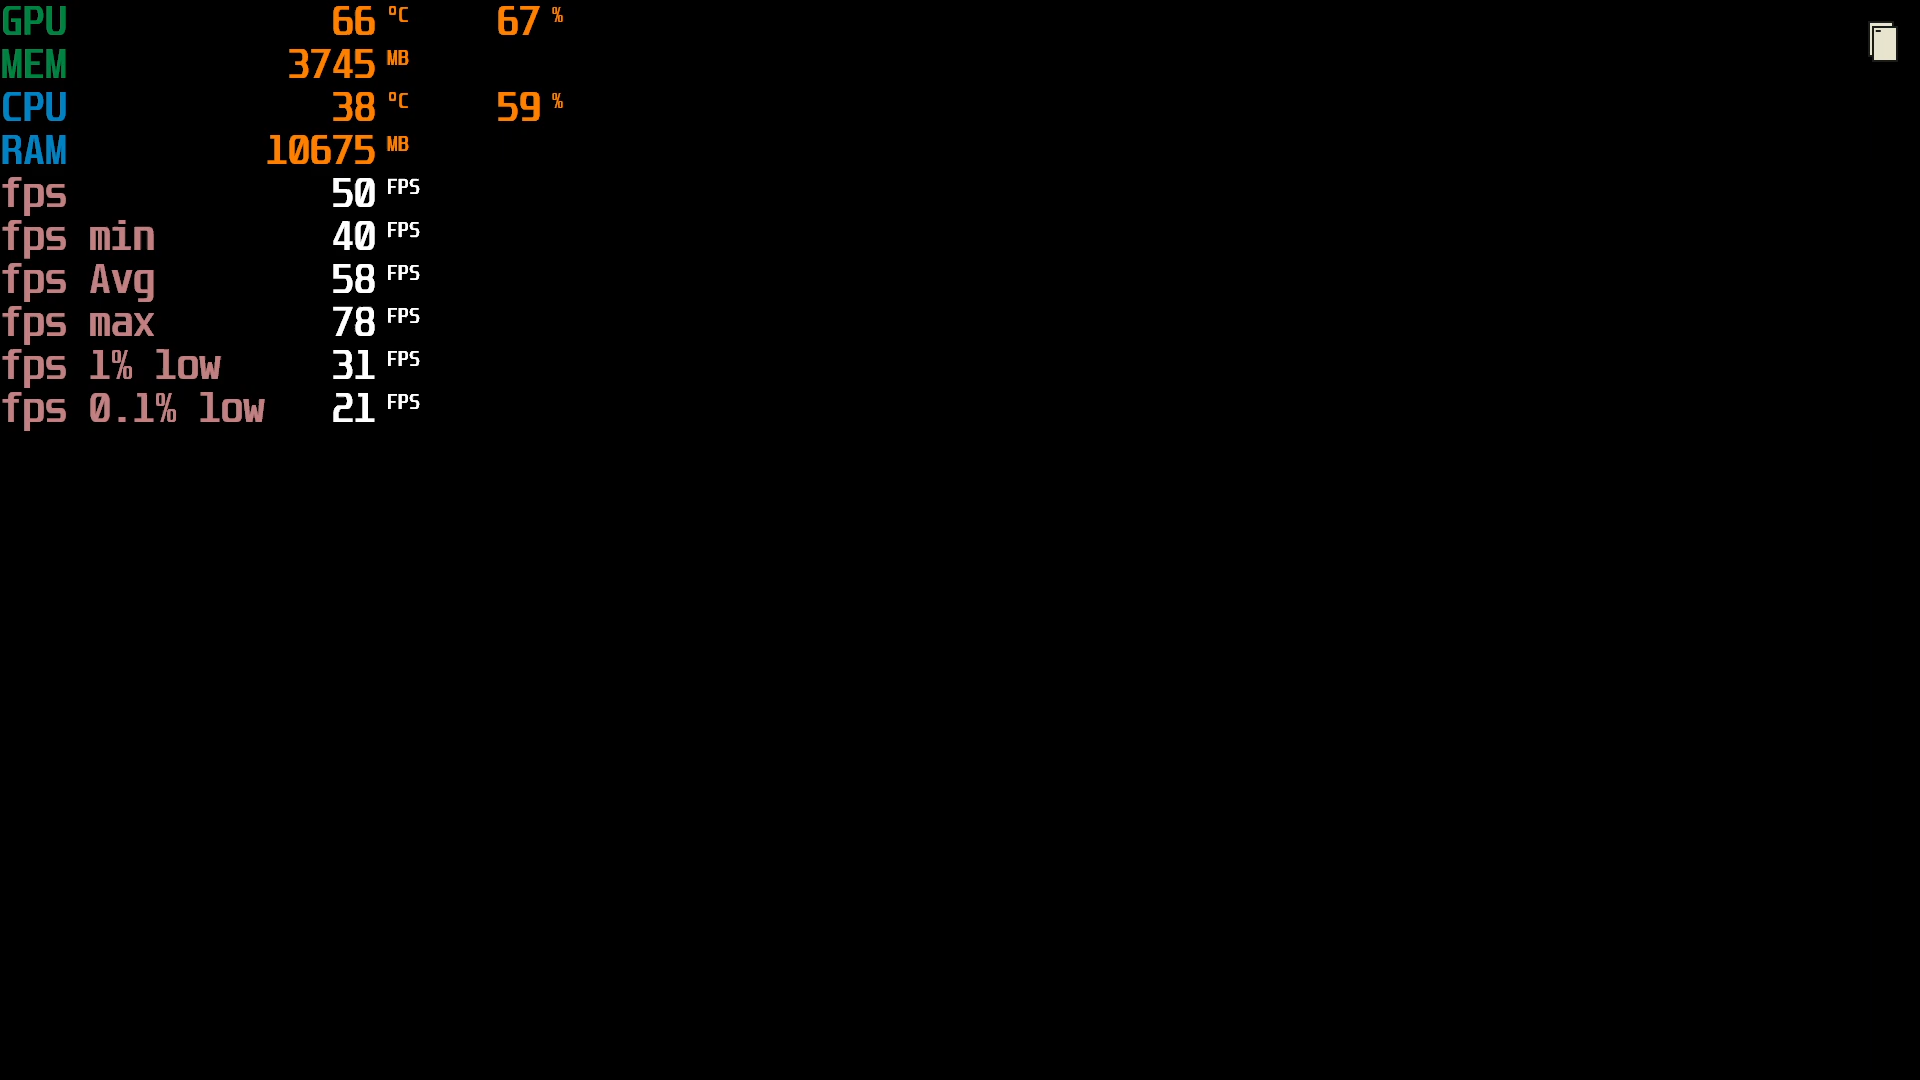 GPU 66 °C 67 %
MEM 3745 MB
CPU 38 °C 59 %
RAM 10675 MB
fps 50 FPS
fps min 40 FPS
fps Avg 58 FPS
fps max 78 FPS
fps 1% low 31 FPS
fps 0.1% low 21 FPS